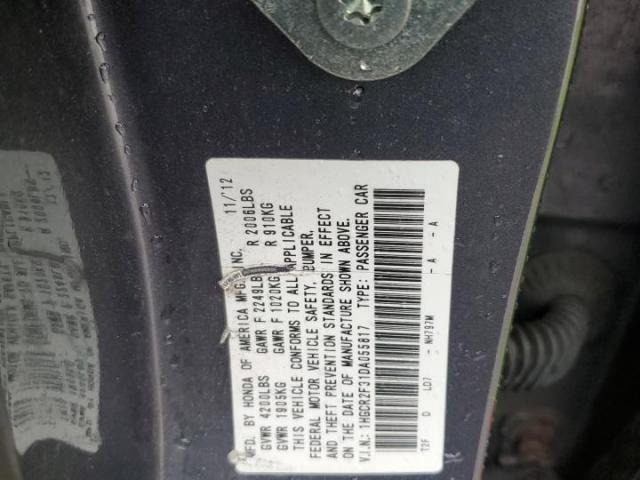 MFD. BY HONDA OF AMERICA MFG., INC. 11/'12
GVWR 4200LBS GAWR F 2249LB R 2006LBS
GVWR 1905KG GAWR F 1020KG R 910KG
THIS VEHICLE CONFORMS TO ALL APPLICABLE
FEDERAL MOTOR VEHICLE SAFETY, BUMPER,
AND THEFT PREVENTION STANDARDS IN EFFECT
ON THE DATE OF MANUFACTURE SHOWN ABOVE.
V.I.N.: 1HGCR2F31DA055817 TYPE: PASSENGER CAR
T2F D LD7 - NH797M - A - A